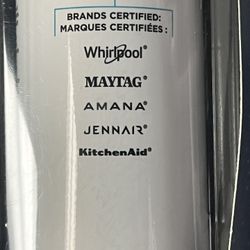 BRANDS CERTIFIED:
MARQUES CERTIFIÉES :
Whirlpool®
MAYTAG®
AMANA®
JENNAIR®
KitchenAid®